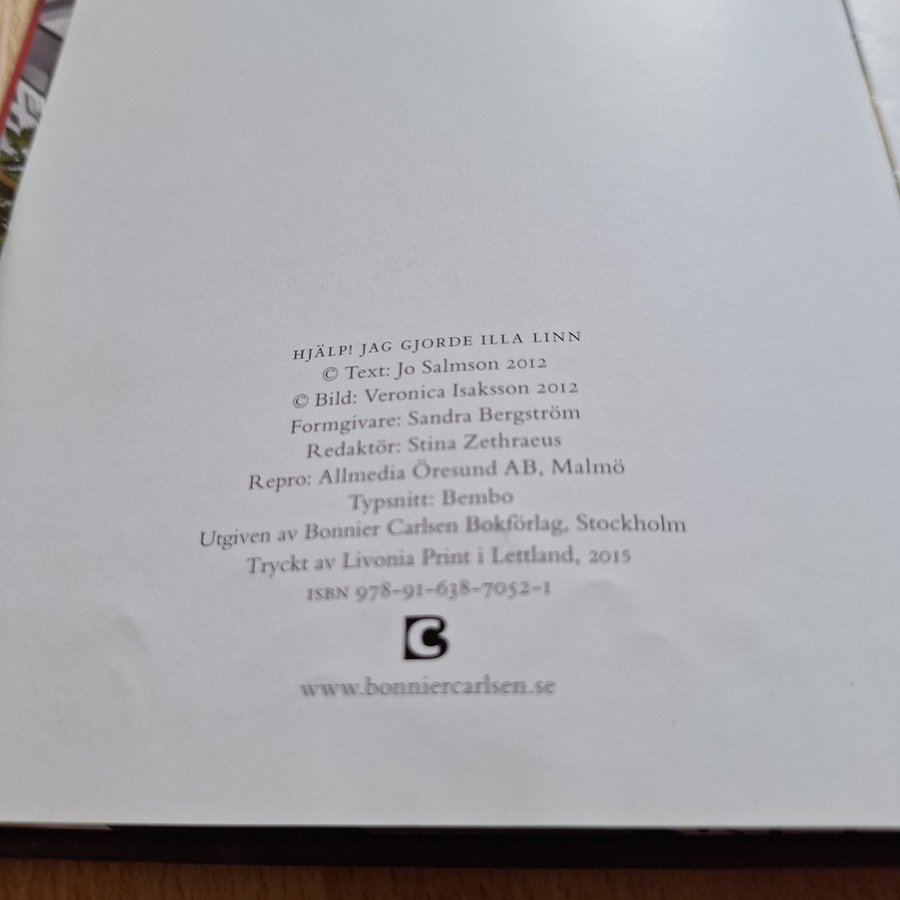 HJÄLP! JAG GJORDE ILLA LINN
© Text: Jo Salmson 2012
© Bild: Veronica Isaksson 2012
Formgivare: Sandra Bergström
Redaktör: Stina Zethraeus
Repro: Allmedia Öresund AB, Malmö
Typsnitt: Bembo
Utgiven av Bonnier Carlsen Bokförlag, Stockholm
Tryckt av Livonia Print i Lettland, 2015
ISBN 978-91-638-7052-1
www.bonniercarlsen.se